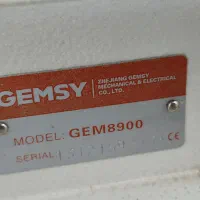 GEMSY
ZHEJIANG GEMSY
MECHANICAL & ELECTRICAL
CO., LTD.
MODEL: GEM8900
SERIAL CE